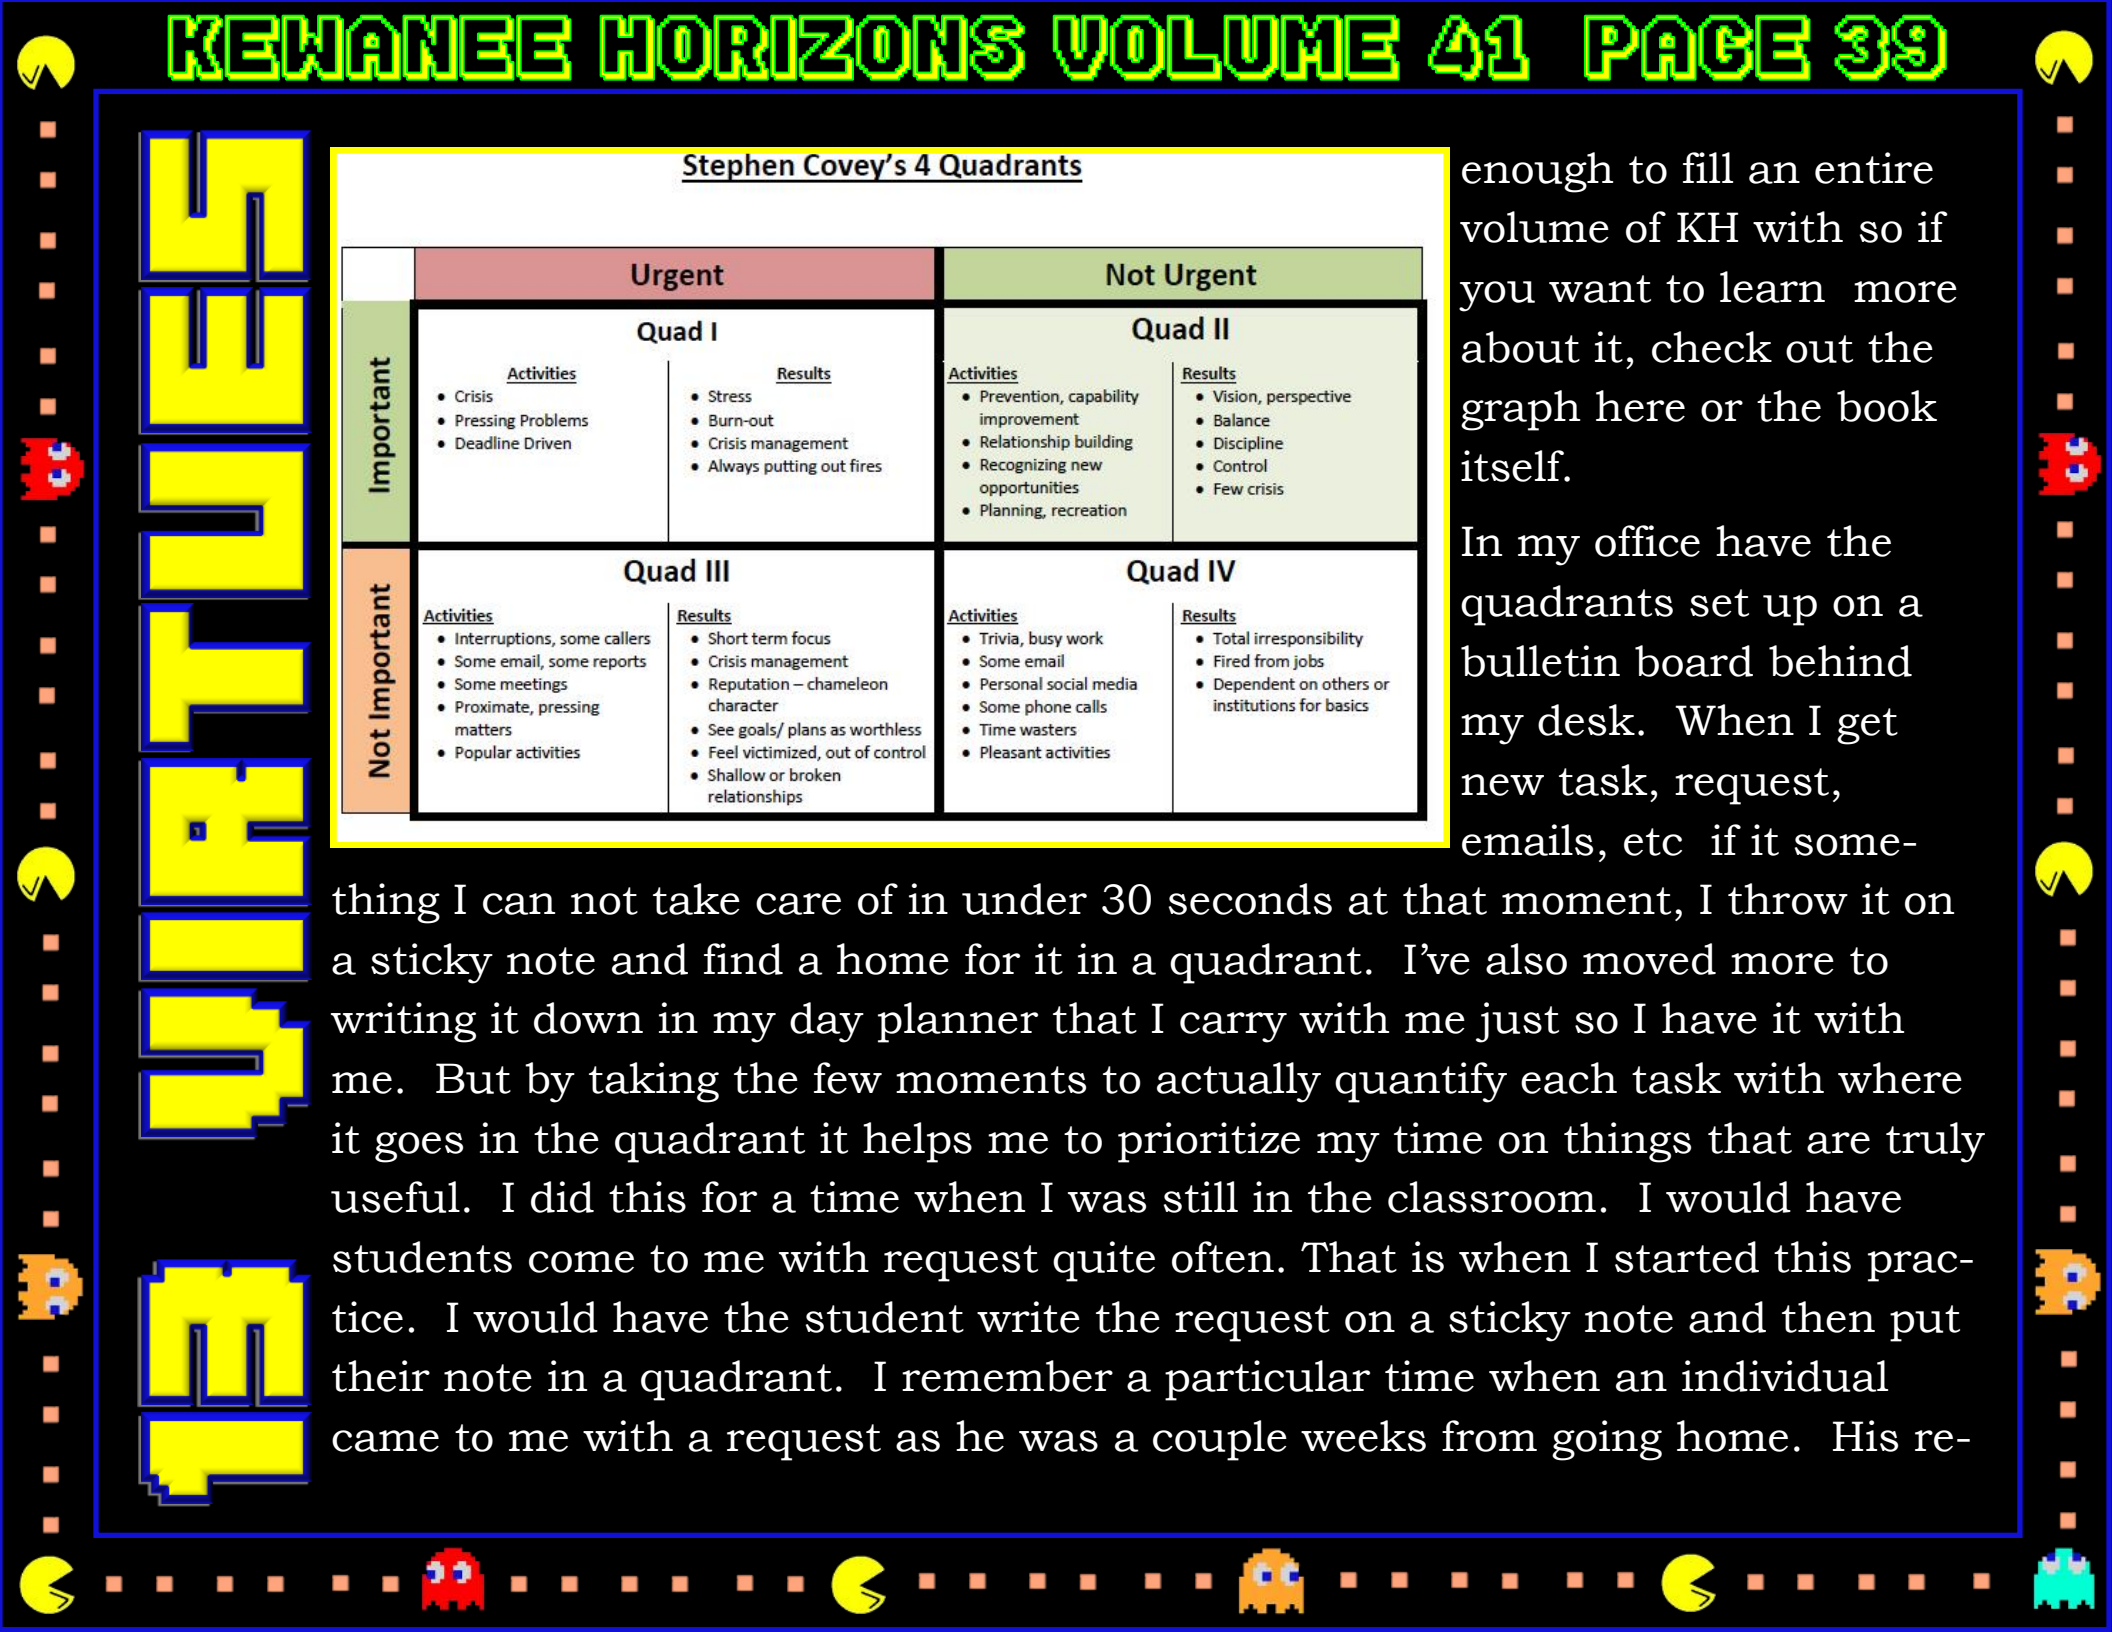 KEWANEE HORIZONS VOLUME 41 PAGE 39
13 VIRTUES
Stephen Covey's 4 Quadrants
Urgent
Not Urgent
Important
Quad I
Activities
• Crisis
• Pressing Problems
• Deadline Driven
Results
• Stress
• Burn-out
• Crisis management
• Always putting out fires
Quad II
Activities
• Prevention, capability
improvement
• Relationship building
• Recognizing new
opportunities
• Planning, recreation
Results
• Vision, perspective
• Balance
• Discipline
• Control
• Few crisis
Not Important
Quad III
Activities
• Interruptions, some callers
• Some email, some reports
• Some meetings
• Proximate, pressing
matters
• Popular activities
Results
• Short term focus
• Crisis management
• Reputation – chameleon
character
• See goals/ plans as worthless
• Feel victimized, out of control
• Shallow or broken
relationships
Quad IV
Activities
• Trivia, busy work
• Some email
• Personal social media
• Some phone calls
• Time wasters
• Pleasant activities
Results
• Total irresponsibility
• Fired from jobs
• Dependent on others or
institutions for basics
enough to fill an entire
volume of KH with so if
you want to learn  more
about it, check out the
graph here or the book
itself.
In my office have the
quadrants set up on a
bulletin board behind
my desk.  When I get
new task, request,
emails, etc  if it some-
thing I can not take care of in under 30 seconds at that moment, I throw it on
a sticky note and find a home for it in a quadrant.  I've also moved more to
writing it down in my day planner that I carry with me just so I have it with
me.  But by taking the few moments to actually quantify each task with where
it goes in the quadrant it helps me to prioritize my time on things that are truly
useful.  I did this for a time when I was still in the classroom.  I would have
students come to me with request quite often. That is when I started this prac-
tice.  I would have the student write the request on a sticky note and then put
their note in a quadrant.  I remember a particular time when an individual
came to me with a request as he was a couple weeks from going home.  His re-